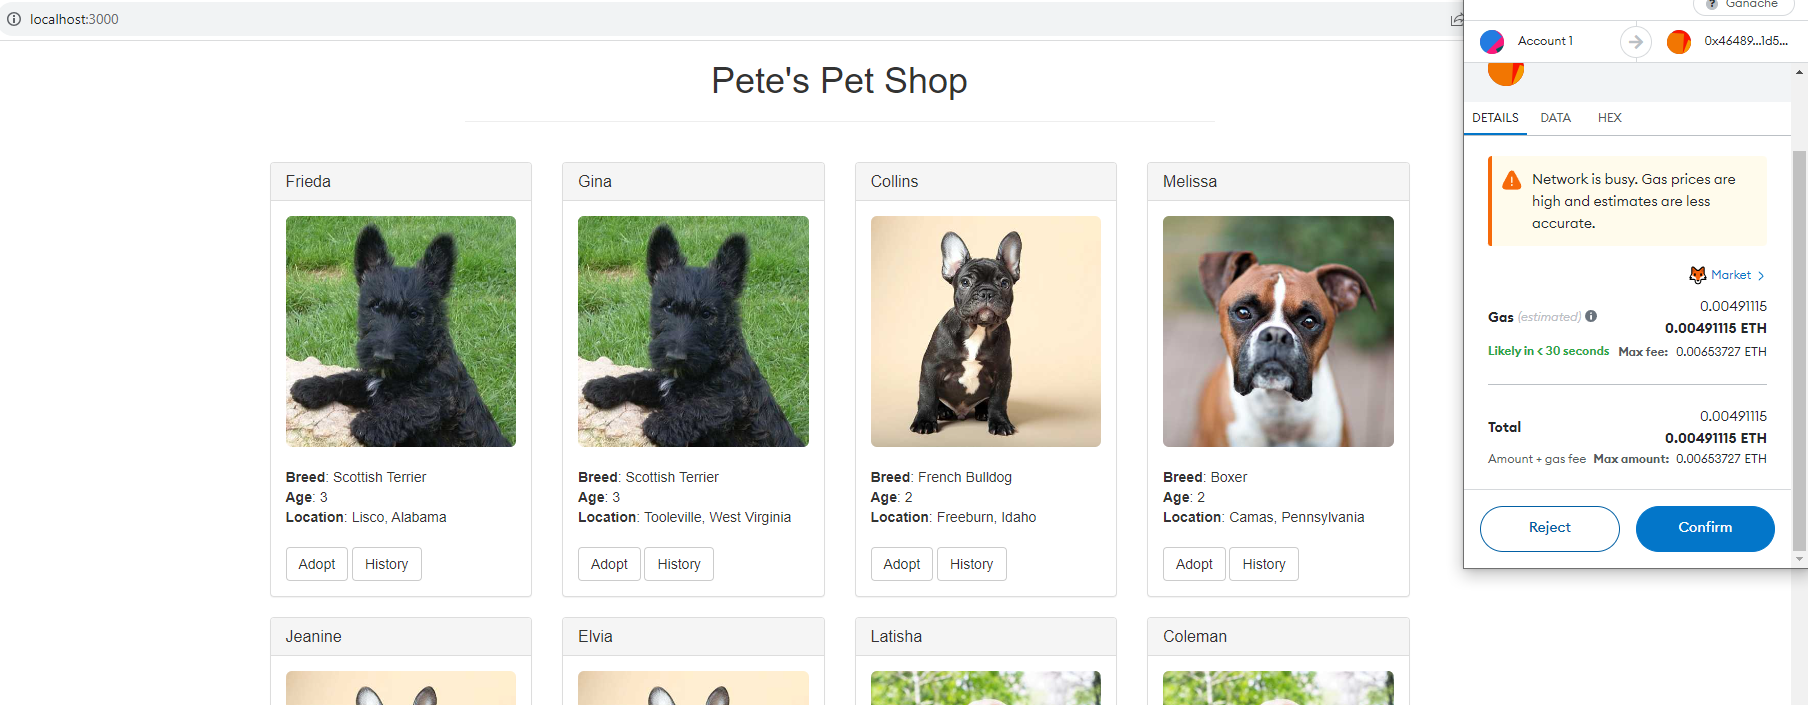 localhost:3000
Pete's Pet Shop
Frieda
Breed: Scottish Terrier
Age: 3
Location: Lisco, Alabama
Adopt
History
Gina
Breed: Scottish Terrier
Age: 3
Location: Tooleville, West Virginia
Adopt
History
Collins
Breed: French Bulldog
Age: 2
Location: Freeburn, Idaho
Adopt
History
Melissa
Breed: Boxer
Age: 2
Location: Camas, Pennsylvania
Adopt
History
Jeanine
Elvia
Latisha
Coleman
? Ganache
Account 1
0x46489...1d5...
DETAILS
DATA
HEX
Network is busy. Gas prices are
high and estimates are less
accurate.
Market >
Gas (estimated)
0.00491115
0.00491115 ETH
Likely in < 30 seconds Max fee: 0.00653727 ETH
Total
0.00491115
0.00491115 ETH
Amount + gas fee Max amount: 0.00653727 ETH
Reject
Confirm